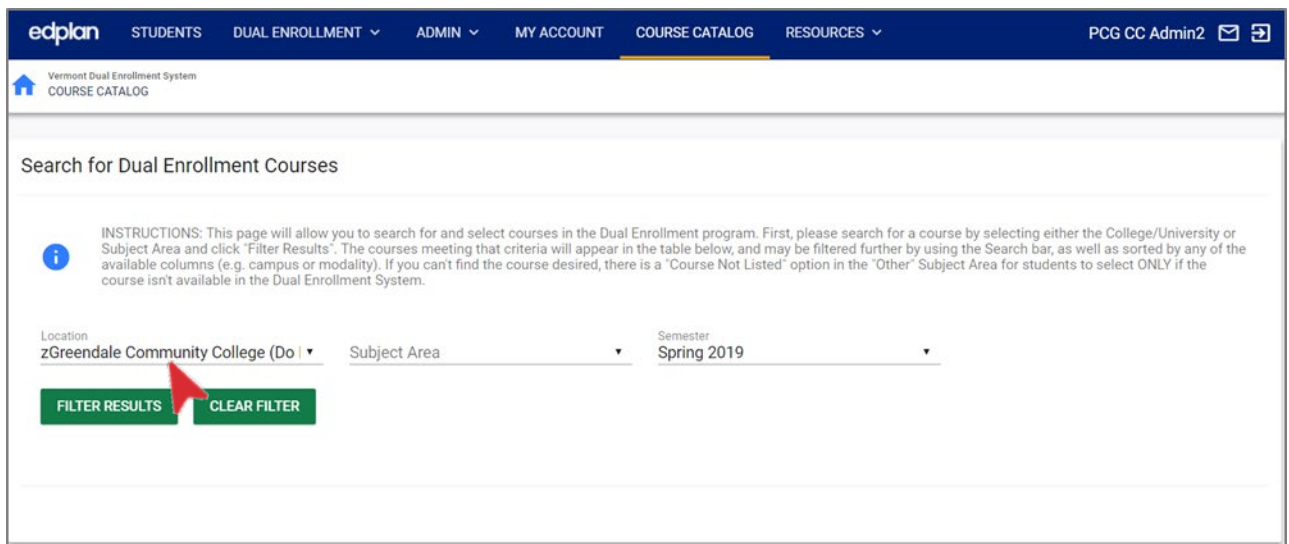 edplan STUDENTS DUAL ENROLLMENT ADMIN MY ACCOUNT COURSE CATALOG RESOURCES PCG CC Admin2
Vermont Dual Enrollment System
COURSE CATALOG
Search for Dual Enrollment Courses
INSTRUCTIONS: This page will allow you to search for and select courses in the Dual Enrollment program. First, please search for a course by selecting either the College/University or
Subject Area and click "Filter Results". The courses meeting that criteria will appear in the table below, and may be filtered further by using the Search bar, as well as sorted by any of the
available columns (e.g. campus or modality). If you can't find the course desired, there is a "Course Not Listed" option in the "Other" Subject Area for students to select ONLY if the
course isn't available in the Dual Enrollment System.
Location Semester
zGreendale Community College (Do Subject Area Spring 2019
FILTER RESULTS CLEAR FILTER